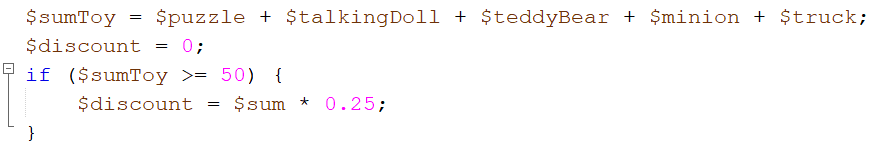 $sumToy = $puzzle + $talkingDoll + $teddyBear + $minion + $truck;
$discount = 0;
if ($sumToy >= 50) {
$discount = $sum * 0.25;
}